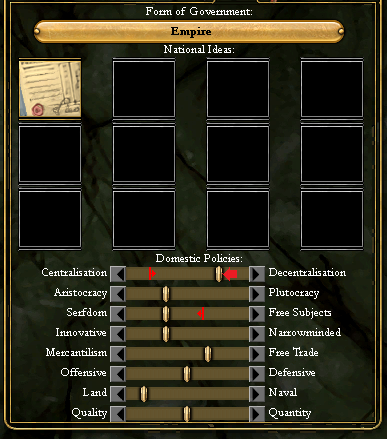 Form of Government:
Empire
National Ideas:
Domestic Policies:
Centralisation Decentralisation
Aristocracy Plutocracy
Serfdom Free Subjects
Innovative Narrowminded
Mercantilism Free Trade
Offensive Defensive
Land Naval
Quality Quantity